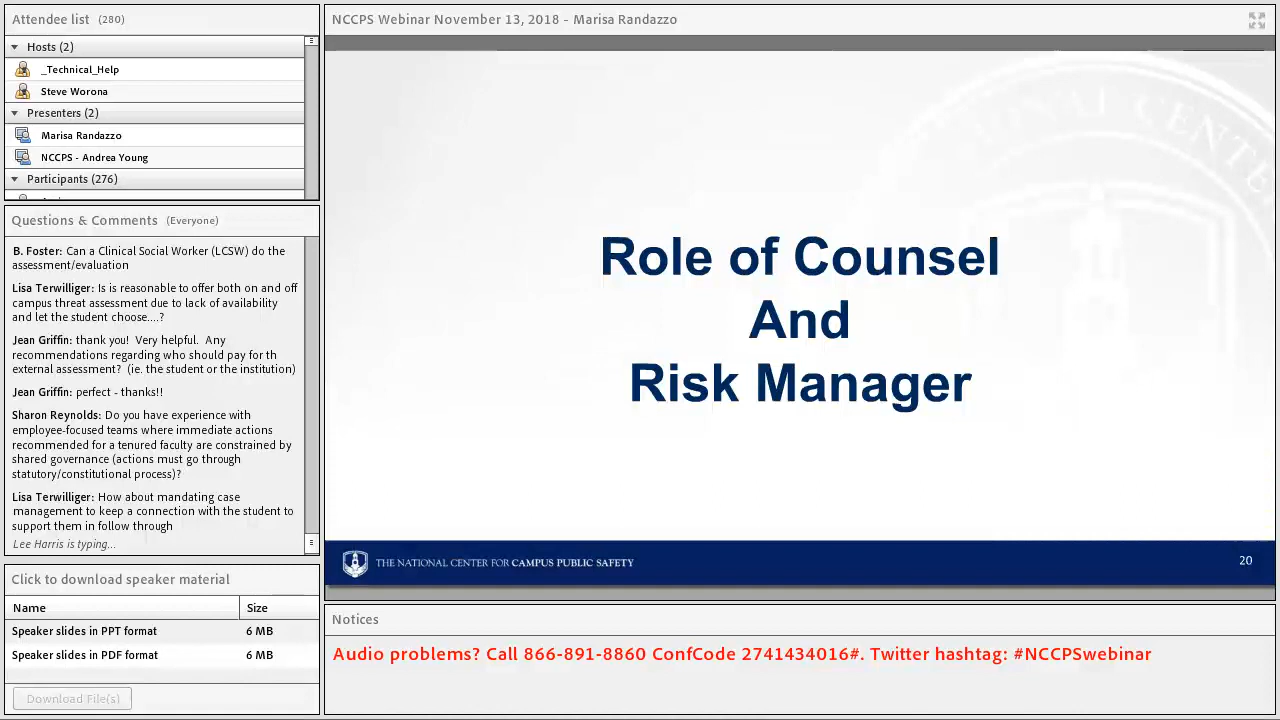 Attendee list (280)
Hosts (2)
_Technical_Help
Steve Worona
Presenters (2)
Marisa Randazzo
NCCPS - Andrea Young
Participants (276)
Questions & Comments (Everyone)
B. Foster: Can a Clinical Social Worker (LCSW) do the
assessment/evaluation
Lisa Terwilliger: Is is reasonable to offer both on and off
campus threat assessment due to lack of availability
and let the student choose...?
Jean Griffin: thank you! Very helpful. Any
recommendations regarding who should pay for th
external assessment? (ie. the student or the institution)
Jean Griffin: perfect - thanks!!
Sharon Reynolds: Do you have experience with
employee-focused teams where immediate actions
recommended for a tenured faculty are constrained by
shared governance (actions must go through
statutory/constitutional process)?
Lisa Terwilliger: How about mandating case
management to keep a connection with the student to
support them in follow through
Lee Harris is typing...
Click to download speaker material
Name Size
Speaker slides in PPT format 6 MB
Speaker slides in PDF format 6 MB
Download File(s)
NCCPS Webinar November 13, 2018 - Marisa Randazzo
Role of Counsel
And
Risk Manager
THE NATIONAL CENTER FOR CAMPUS PUBLIC SAFETY
20
Notices
Audio problems? Call 866-891-8860 ConfCode 2741434016#. Twitter hashtag: #NCCPSwebinar